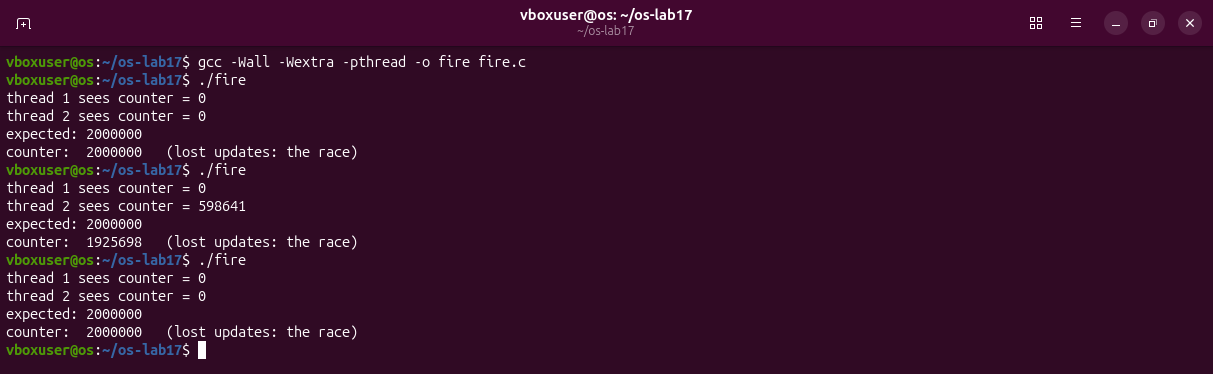 vboxuser@os: ~/os-lab17
~/os-lab17
vboxuser@os:~/os-lab17$ gcc -Wall -Wextra -pthread -o fire fire.c
vboxuser@os:~/os-lab17$ ./fire
thread 1 sees counter = 0
thread 2 sees counter = 0
expected: 2000000
counter:  2000000   (lost updates: the race)
vboxuser@os:~/os-lab17$ ./fire
thread 1 sees counter = 0
thread 2 sees counter = 598641
expected: 2000000
counter:  1925698   (lost updates: the race)
vboxuser@os:~/os-lab17$ ./fire
thread 1 sees counter = 0
thread 2 sees counter = 0
expected: 2000000
counter:  2000000   (lost updates: the race)
vboxuser@os:~/os-lab17$